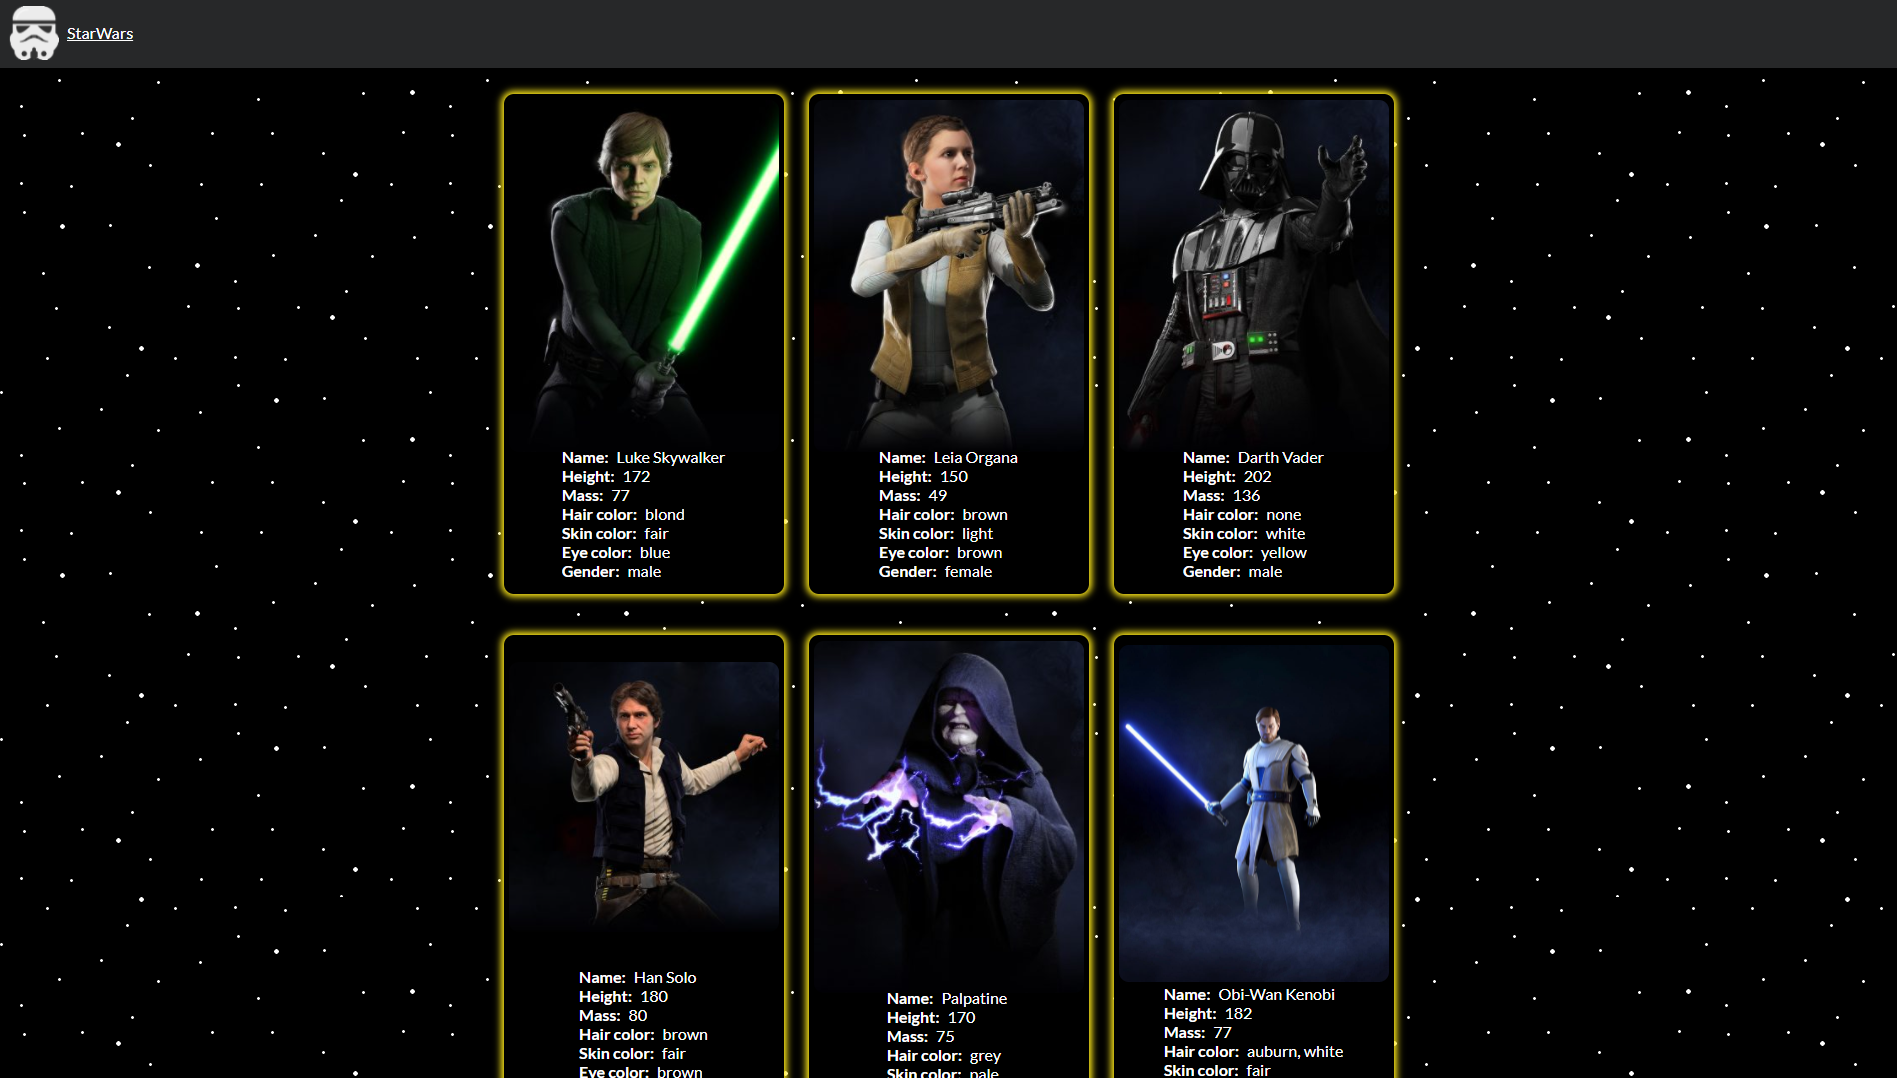 StarWars
Name: Luke Skywalker
Height: 172
Mass: 77
Hair color: blond
Skin color: fair
Eye color: blue
Gender: male
Name: Leia Organa
Height: 150
Mass: 49
Hair color: brown
Skin color: light
Eye color: brown
Gender: female
Name: Darth Vader
Height: 202
Mass: 136
Hair color: none
Skin color: white
Eye color: yellow
Gender: male
Name: Han Solo
Height: 180
Mass: 80
Hair color: brown
Skin color: fair
Eye color: brown
Name: Palpatine
Height: 170
Mass: 75
Hair color: grey
Skin color: pale
Name: Obi-Wan Kenobi
Height: 182
Mass: 77
Hair color: auburn, white
Skin color: fair